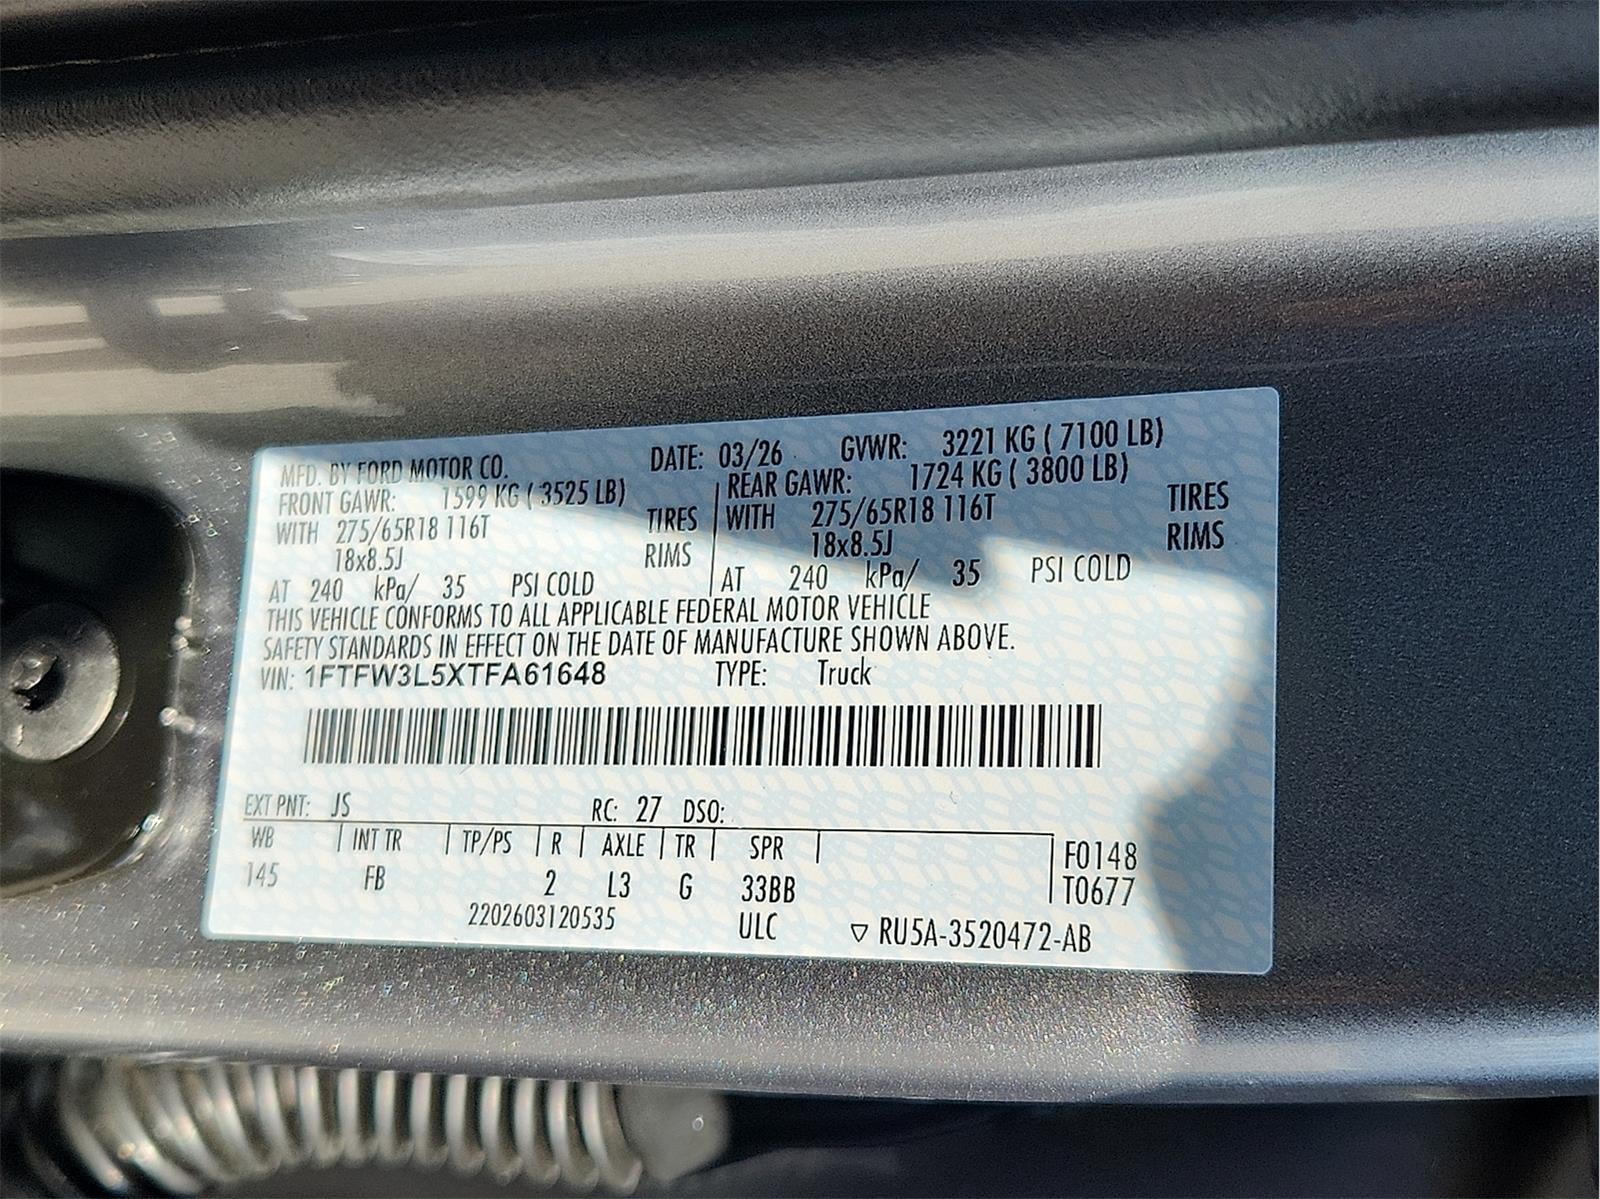 MFD. BY FORD MOTOR CO. DATE: 03/26 GVWR: 3221 KG ( 7100 LB)
FRONT GAWR: 1599 KG ( 3525 LB) REAR GAWR: 1724 KG ( 3800 LB)
WITH 275/65R18 116T TIRES WITH 275/65R18 116T TIRES
18x8.5J RIMS 18x8.5J RIMS
AT 240 kPa/ 35 PSI COLD AT 240 kPa/ 35 PSI COLD
THIS VEHICLE CONFORMS TO ALL APPLICABLE FEDERAL MOTOR VEHICLE
SAFETY STANDARDS IN EFFECT ON THE DATE OF MANUFACTURE SHOWN ABOVE.
VIN: 1FTFW3L5XTFA61648 TYPE: Truck
EXT PNT: JS RC: 27 DSO:
WB INT TR TP/PS R AXLE TR SPR F0148
145 FB 2 L3 G 33BB T0677
2202603120535 ULC ▽ RU5A-3520472-AB